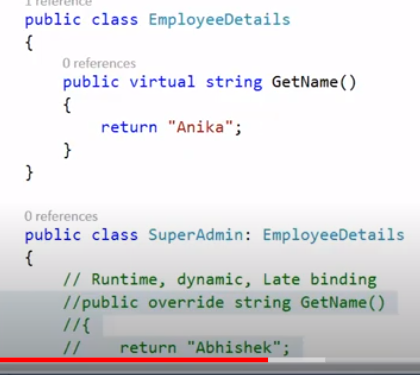 1 reference
public class EmployeeDetails
{
0 references
public virtual string GetName()
{
return "Anika";
}
}
0 references
public class SuperAdmin: EmployeeDetails
{
// Runtime, dynamic, Late binding
//public override string GetName()
//{
//    return "Abhishek";